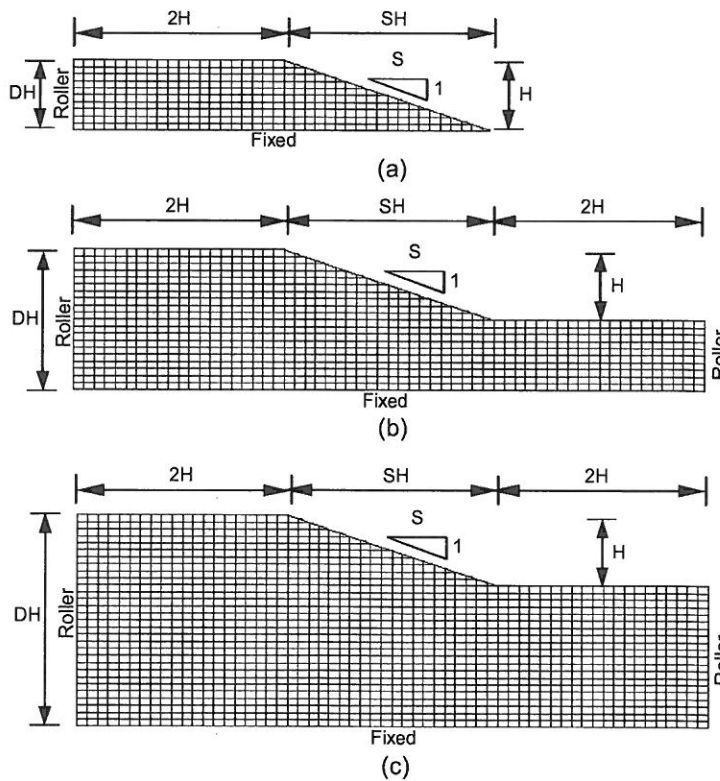 2H SH
S
1
DH
Roller
H
Fixed
(a)
2H SH 2H
S
1
H
DH
Roller
Roller
Fixed
(b)
2H SH 2H
S
1
H
DH
Roller
Roller
Fixed
(c)